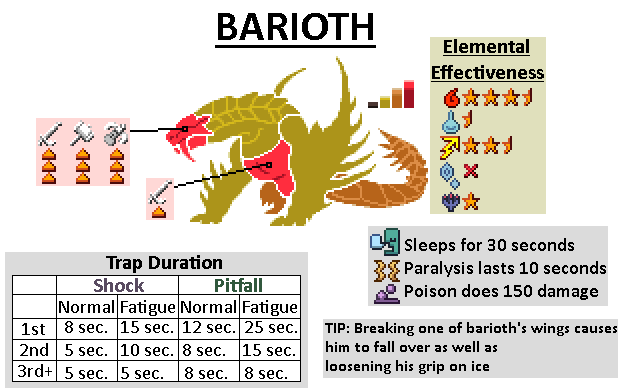 BARIOTH
Elemental
Effectiveness
Sleeps for 30 seconds
Paralysis lasts 10 seconds
Poison does 150 damage
Trap Duration
Shock Pitfall
Normal Fatigue Normal Fatigue
1st 8 sec. 15 sec. 12 sec. 25 sec.
2nd 5 sec. 10 sec. 8 sec. 15 sec.
3rd+ 5 sec. 5 sec. 8 sec. 8 sec.
TIP: Breaking one of barioth's wings causes
him to fall over as well as
loosening his grip on ice